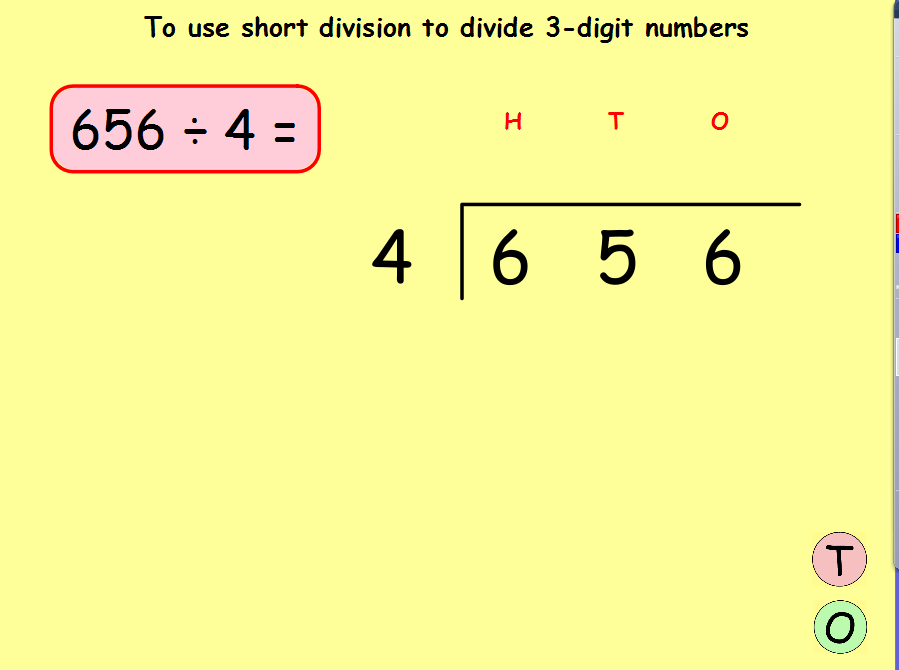 To use short division to divide 3-digit numbers
656 ÷ 4 =
H T O
4 6 5 6
T
O